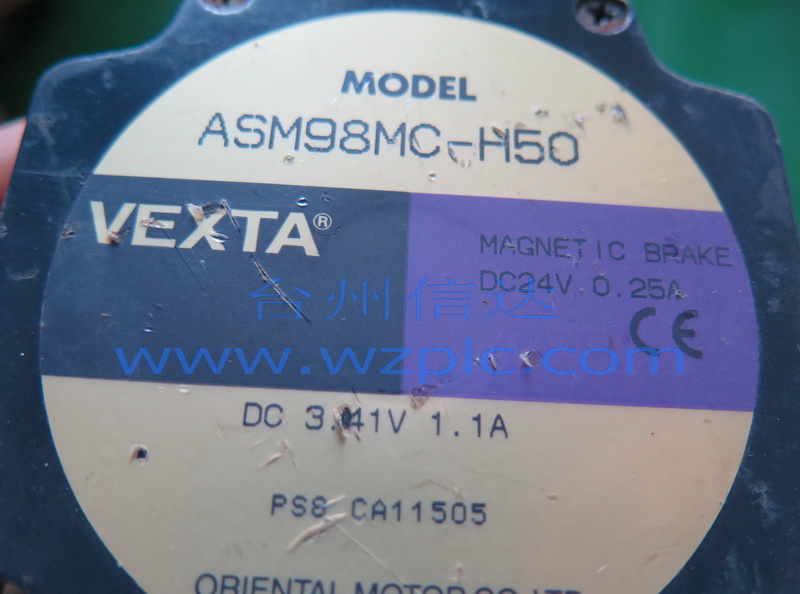 MODEL
ASM98MC-H50
VEXTA®
MAGNETIC BRAKE
DC24V 0.25A
台州信达
CE
www.wzplc.com
DC 3.41V 1.1A
PS8 CA11505
ORIENTAL MOTOR CO.LTD